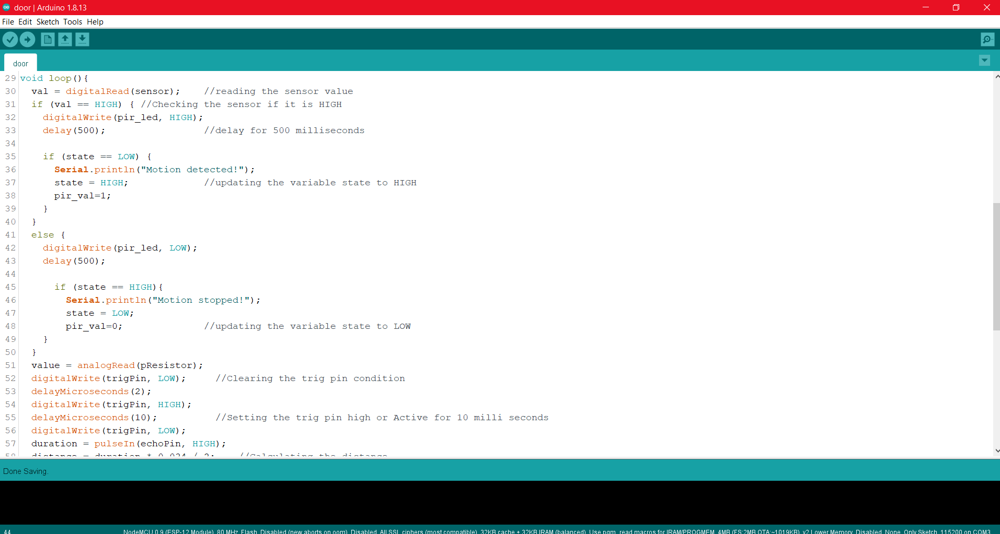 door | Arduino 1.8.13
File Edit Sketch Tools Help
door
29 void loop(){
30 val = digitalRead(sensor); //reading the sensor value
31 if (val == HIGH) { //Checking the sensor if it is HIGH
32 digitalWrite(pir_led, HIGH);
33 delay(500); //delay for 500 milliseconds
34
35 if (state == LOW) {
36 Serial.println("Motion detected!");
37 state = HIGH; //updating the variable state to HIGH
38 pir_val=1;
39 }
40 }
41 else {
42 digitalWrite(pir_led, LOW);
43 delay(500);
44
45 if (state == HIGH){
46 Serial.println("Motion stopped!");
47 state = LOW;
48 pir_val=0; //updating the variable state to LOW
49 }
50 }
51 value = analogRead(pResistor);
52 digitalWrite(trigPin, LOW); //Clearing the trig pin condition
53 delayMicroseconds(2);
54 digitalWrite(trigPin, HIGH);
55 delayMicroseconds(10); //Setting the trig pin high or Active for 10 milli seconds
56 digitalWrite(trigPin, LOW);
57 duration = pulseIn(echoPin, HIGH);
58 distance = duration * 0.034 / 2; //Calculating the distance
Done Saving.
44 NodeMCU 0.9 (ESP-12 Module), 80 MHz, Flash, Disabled (new aborts on oom), Disabled, All SSL ciphers (most compatible), 32KB cache + 32KB IRAM (balanced), Use pgm_read macros for IRAM/PROGMEM, 4MB (FS:2MB OTA:~1019KB), v2 Lower Memory, Disabled, None, Only Sketch, 115200 on COM3